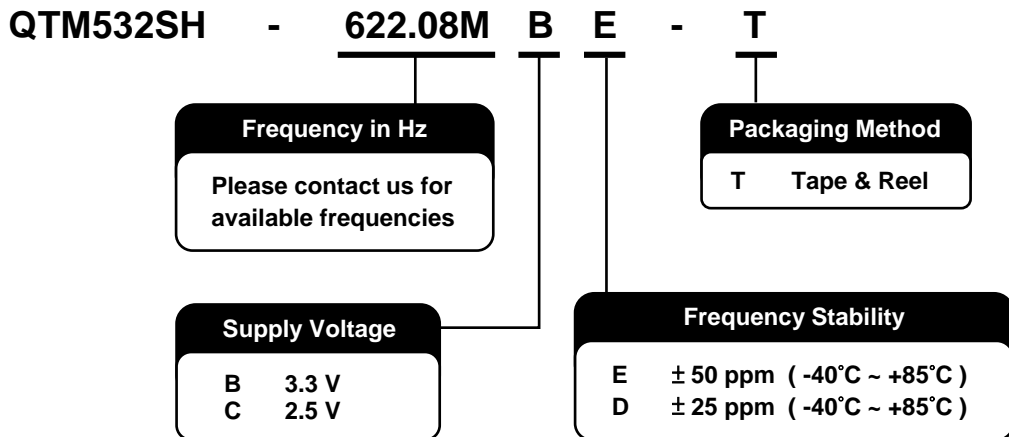 QTM532SH - 622.08M B E - T
Frequency in Hz
Please contact us for
available frequencies
Packaging Method
T Tape & Reel
Supply Voltage
B 3.3 V
C 2.5 V
Frequency Stability
E ± 50 ppm ( -40°C ~ +85°C )
D ± 25 ppm ( -40°C ~ +85°C )